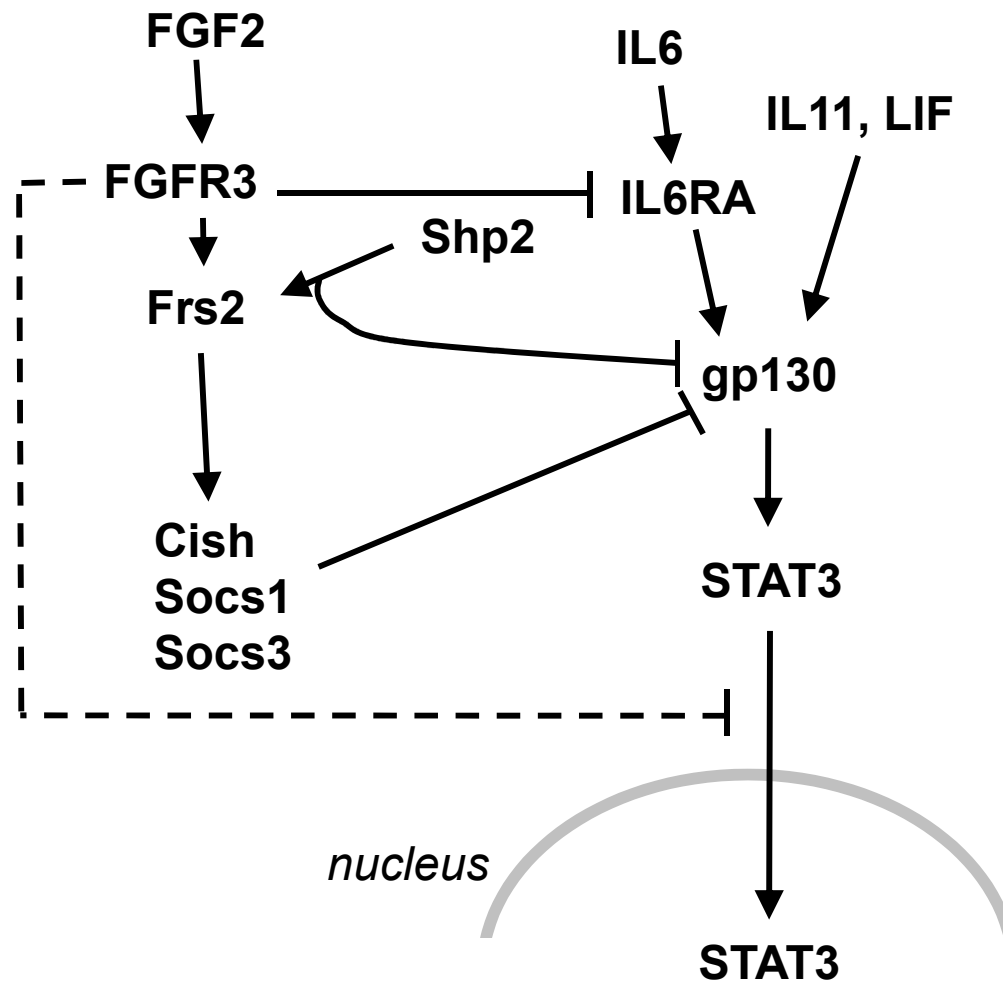 FGF2
IL6
IL11, LIF
FGFR3
IL6RA
Shp2
Frs2
gp130
Cish
Socs1
Socs3
STAT3
nucleus
STAT3